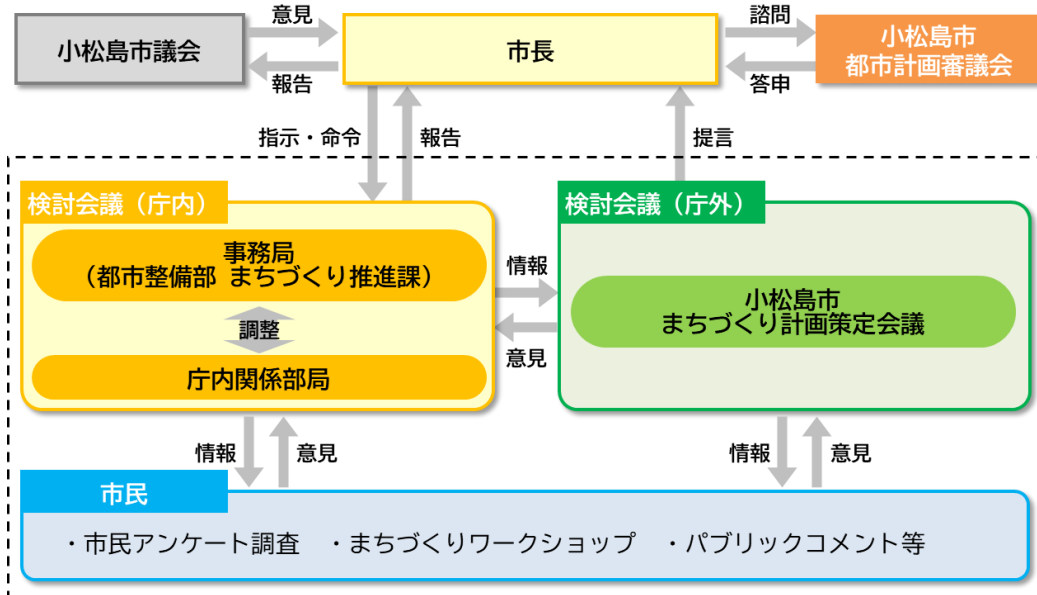 意見
諮問
小松島市議会
市長
小松島市
都市計画審議会
報告
答申
指示・命令
報告
提言
検討会議（庁内）
検討会議（庁外）
事務局
（都市整備部 まちづくり推進課）
情報
小松島市
まちづくり計画策定会議
調整
意見
庁内関係部局
情報
意見
情報
意見
市民
・市民アンケート調査 ・まちづくりワークショップ ・パブリックコメント等